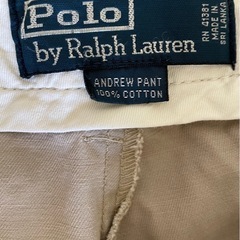 Polo
by Ralph Lauren
RN 41381
MADE IN
SRI LANKA
ANDREW PANT
100% COTTON